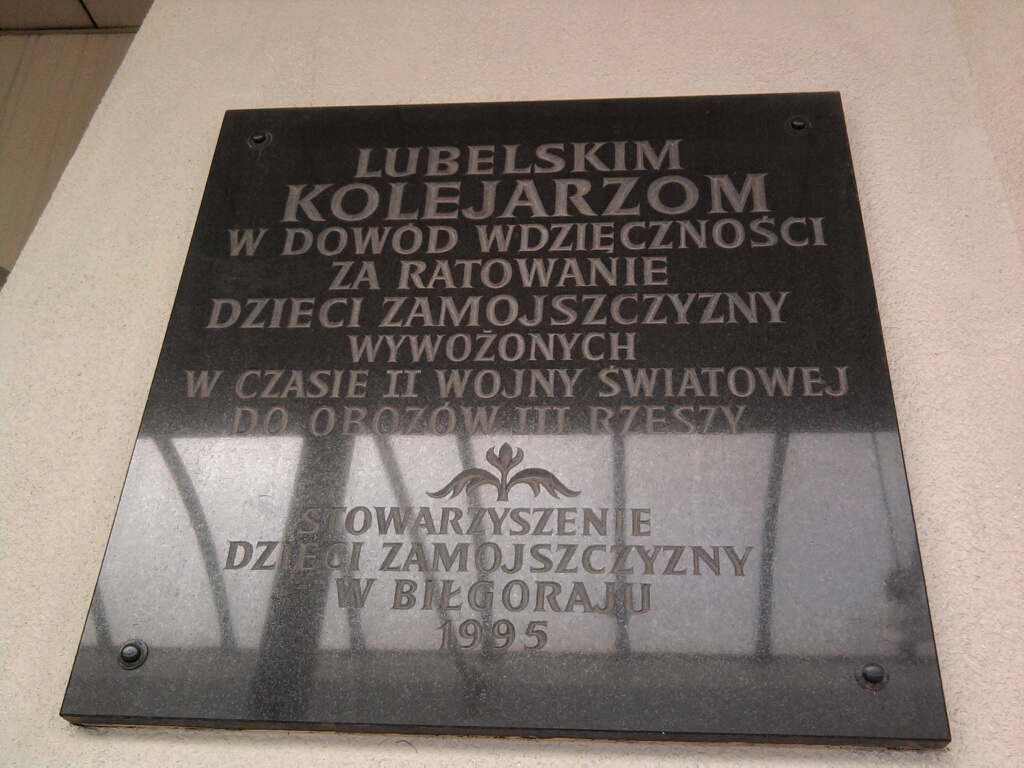 LUBELSKIM
KOLEJARZOM
W DOWÓD WDZIĘCZNOŚCI
ZA RATOWANIE
DZIECI ZAMOJSZCZYZNY
WYWOŻONYCH
W CZASIE II WOJNY ŚWIATOWEJ
DO OBOZÓW III RZESZY
STOWARZYSZENIE
DZIECI ZAMOJSZCZYZNY
W BIŁGORAJU
1995